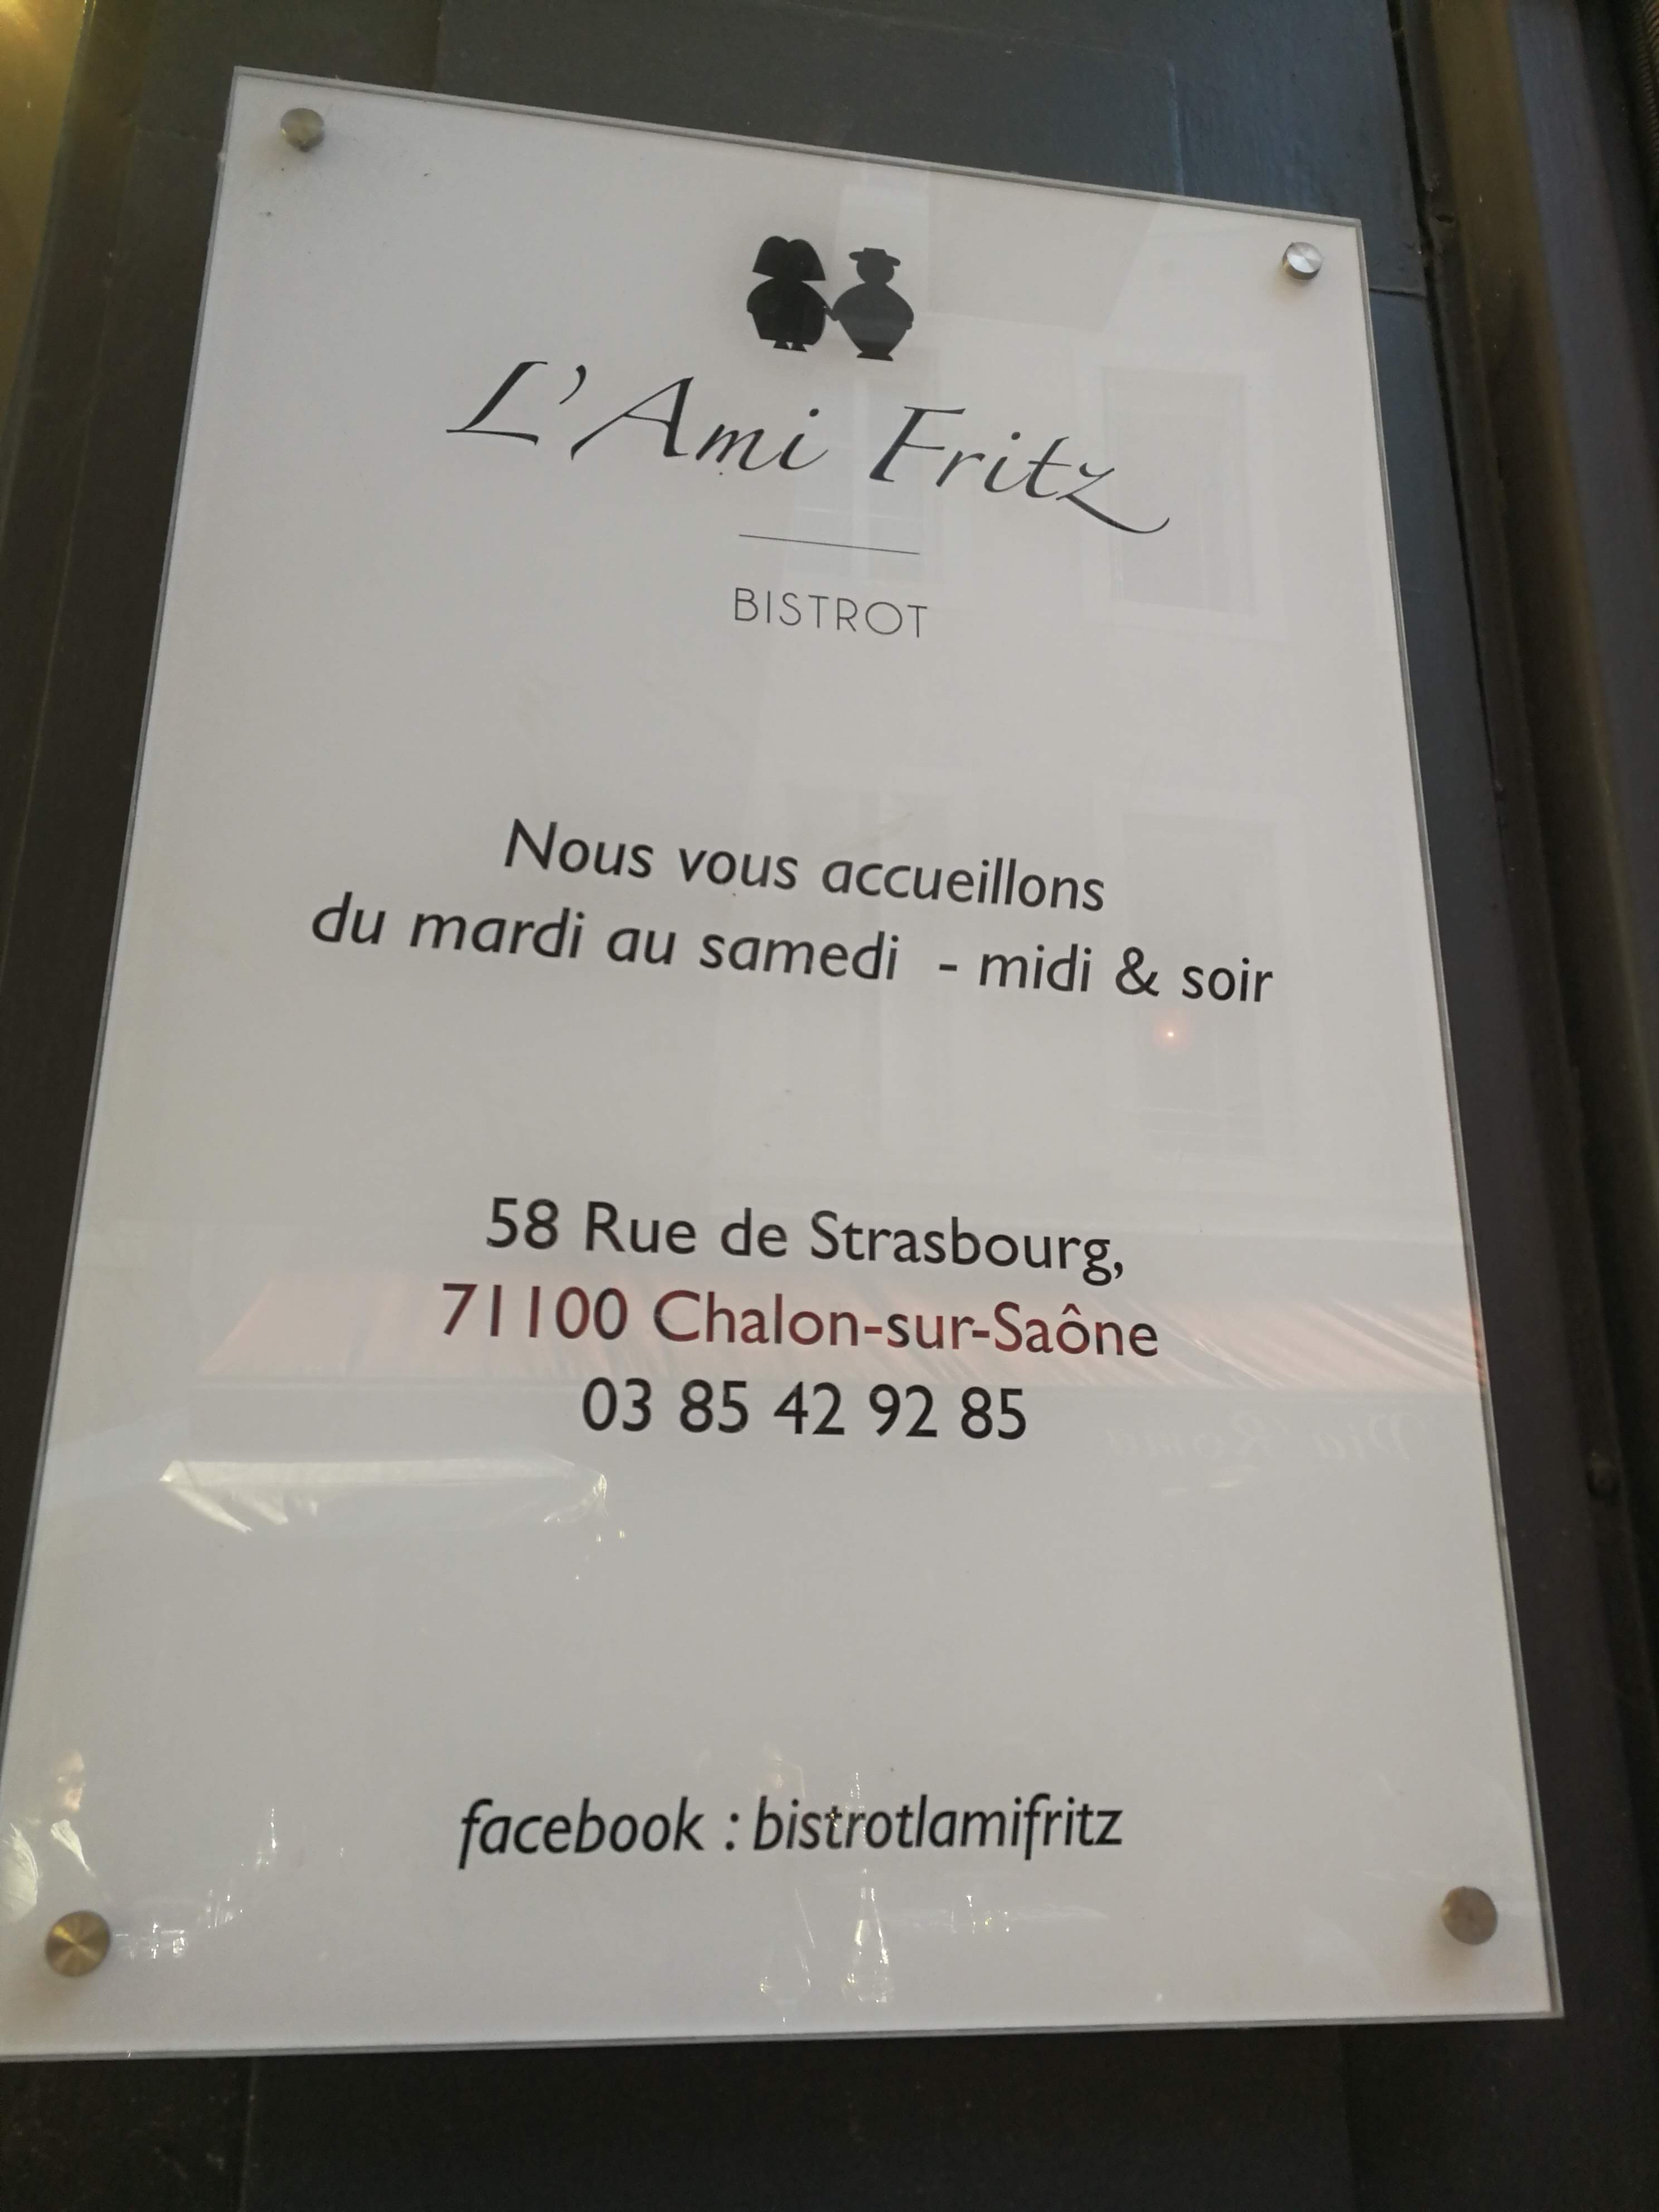 L'Ami Fritz
BISTROT
Nous vous accueillons
du mardi au samedi - midi & soir
58 Rue de Strasbourg,
71100 Chalon-sur-Saône
03 85 42 92 85
facebook : bistrotlamifritz